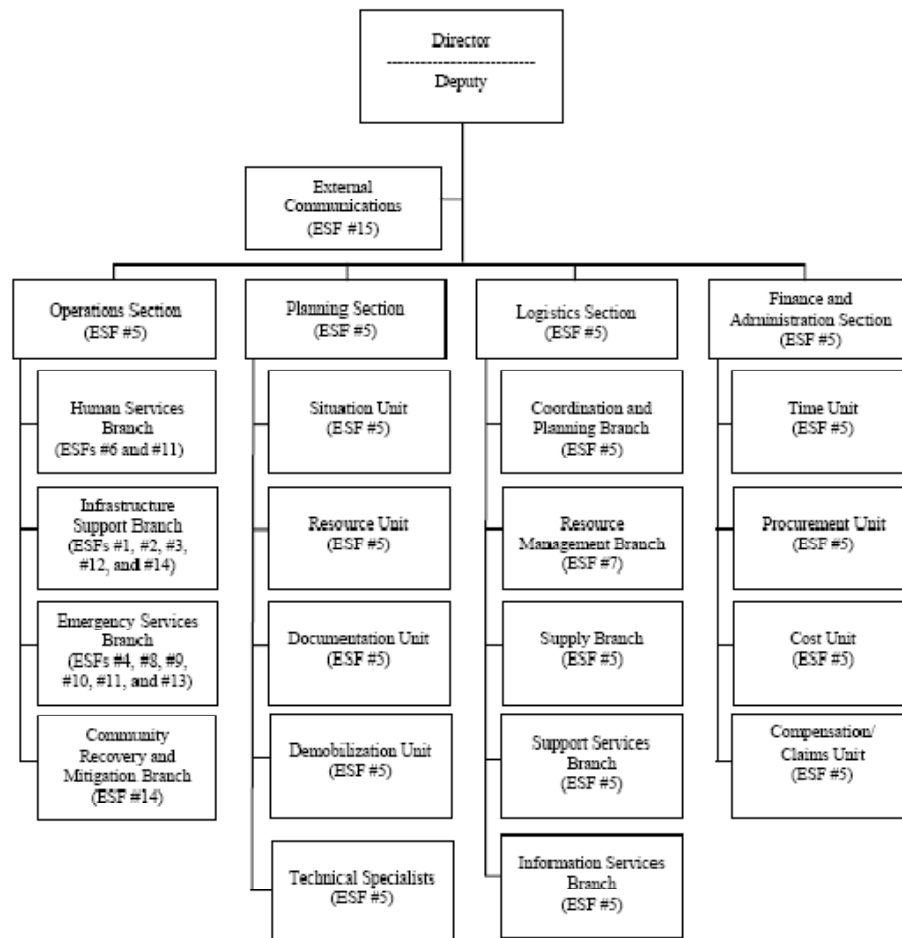 Director
--------------------------
Deputy
External
Communications
(ESF #15)
Operations Section
(ESF #5)
Planning Section
(ESF #5)
Logistics Section
(ESF #5)
Finance and
Administration Section
(ESF #5)
Human Services
Branch
(ESFs #6 and #11)
Infrastructure
Support Branch
(ESFs #1, #2, #3,
#12, and #14)
Emergency Services
Branch
(ESFs #4, #8, #9,
#10, #11, and #13)
Community
Recovery and
Mitigation Branch
(ESF #14)
Situation Unit
(ESF #5)
Resource Unit
(ESF #5)
Documentation Unit
(ESF #5)
Demobilization Unit
(ESF #5)
Technical Specialists
(ESF #5)
Coordination and
Planning Branch
(ESF #5)
Resource
Management Branch
(ESF #7)
Supply Branch
(ESF #5)
Support Services
Branch
(ESF #5)
Information Services
Branch
(ESF #5)
Time Unit
(ESF #5)
Procurement Unit
(ESF #5)
Cost Unit
(ESF #5)
Compensation/
Claims Unit
(ESF #5)